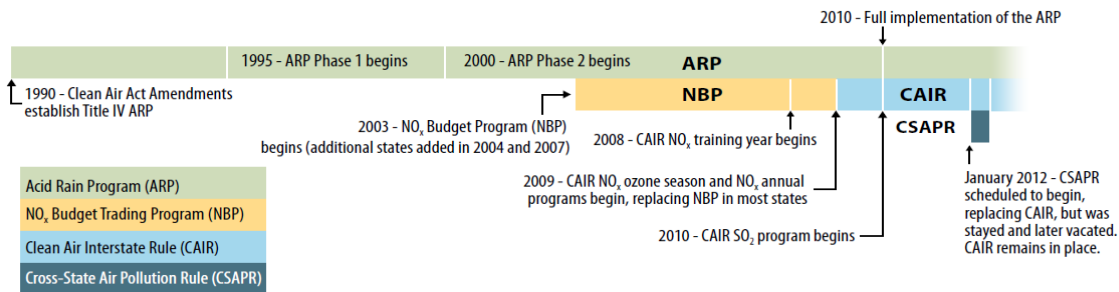 2010 - Full implementation of the ARP
1995 - ARP Phase 1 begins
2000 - ARP Phase 2 begins
ARP
1990 - Clean Air Act Amendments
establish Title IV ARP
NBP
CAIR
2003 - NOₓ Budget Program (NBP)
begins (additional states added in 2004 and 2007)
2008 - CAIR NOₓ training year begins
CSAPR
2009 - CAIR NOₓ ozone season and NOₓ annual
programs begin, replacing NBP in most states
2010 - CAIR SO₂ program begins
January 2012 - CSAPR
scheduled to begin,
replacing CAIR, but was
stayed and later vacated.
CAIR remains in place.
Acid Rain Program (ARP)
NOₓ Budget Trading Program (NBP)
Clean Air Interstate Rule (CAIR)
Cross-State Air Pollution Rule (CSAPR)